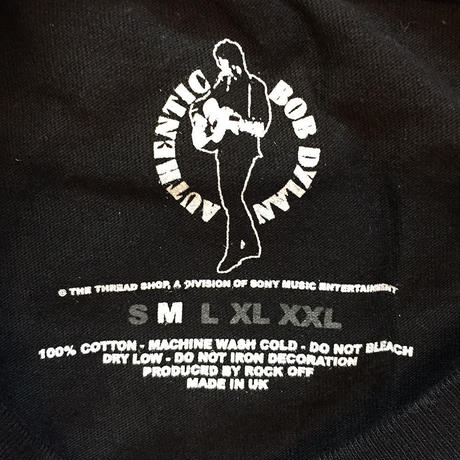 AUTHENTIC
BOB DYLAN
© THE THREAD SHOP, A DIVISION OF SONY MUSIC ENTERTAINMENT
S M L XL XXL
100% COTTON - MACHINE WASH COLD - DO NOT BLEACH
DRY LOW - DO NOT IRON DECORATION
PRODUCED BY ROCK OFF
MADE IN UK